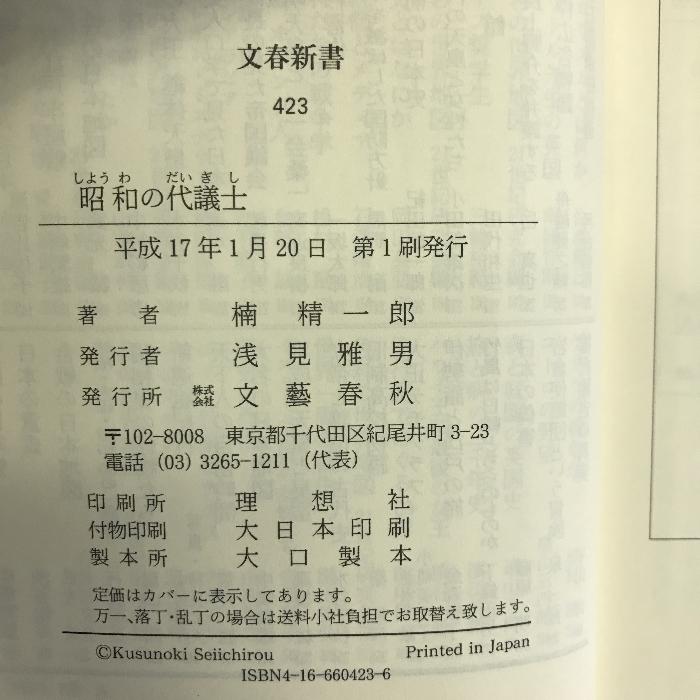 文春新書
423
しようわ だいぎし
昭和の代議士
平成17年1月20日 第1刷発行
著者 楠精一郎
発行者 浅見雅男
発行所 株式会社 文藝春秋
〒102-8008 東京都千代田区紀尾井町3-23
電話 (03) 3265-1211 (代表)
印刷所 理想社
付物印刷 大日本印刷
製本所 大口製本
定価はカバーに表示してあります。
万一、落丁・乱丁の場合は送料小社負担でお取替え致します。
©Kusunoki Seiichirou Printed in Japan
ISBN4-16-660423-6